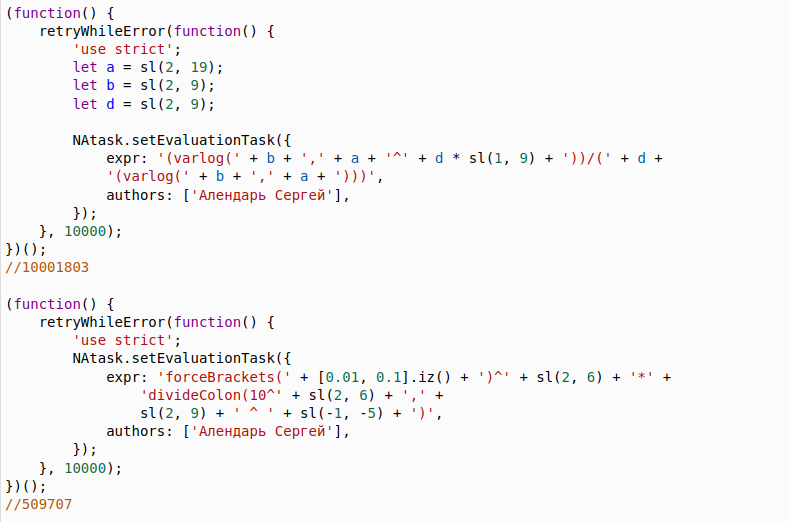 (function() {
    retryWhileError(function() {
        'use strict';
        let a = sl(2, 19);
        let b = sl(2, 9);
        let d = sl(2, 9);

        NAtask.setEvaluationTask({
            expr: '(varlog(' + b + ',' + a + '^' + d * sl(1, 9) + '))/(' + d +
            '(varlog(' + b + ',' + a + ')))',
            authors: ['Алендарь Сергей'],
        });
    }, 10000);
})();
//10001803

(function() {
    retryWhileError(function() {
        'use strict';
        NAtask.setEvaluationTask({
            expr: 'forceBrackets(' + [0.01, 0.1].iz() + ')^' + sl(2, 6) + '*' +
                'divideColon(10^' + sl(2, 6) + ',' +
                sl(2, 9) + ' ^ ' + sl(-1, -5) + ')',
            authors: ['Алендарь Сергей'],
        });
    }, 10000);
})();
//509707